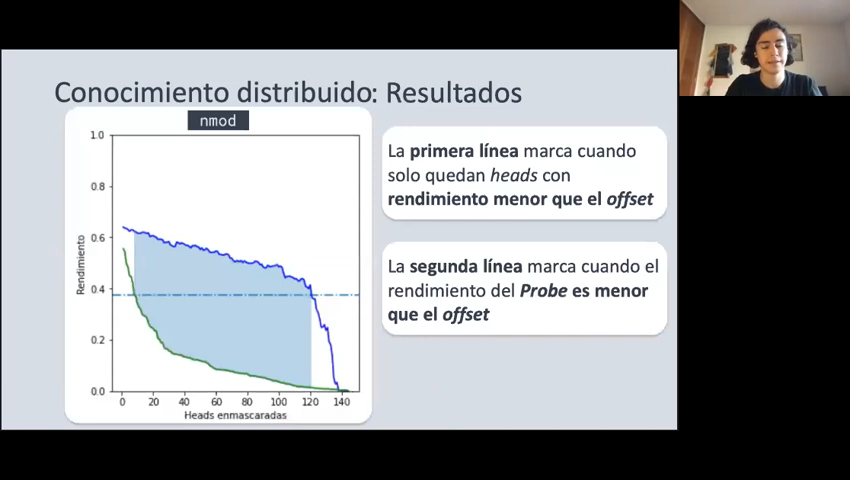 Conocimiento distribuido: Resultados
nmod
1.0
0.8
0.6
0.4
0.2
0.0
Rendimiento
0 20 40 60 80 100 120 140
Heads enmascaradas
La primera línea marca cuando
solo quedan heads con
rendimiento menor que el offset
La segunda línea marca cuando el
rendimiento del Probe es menor
que el offset